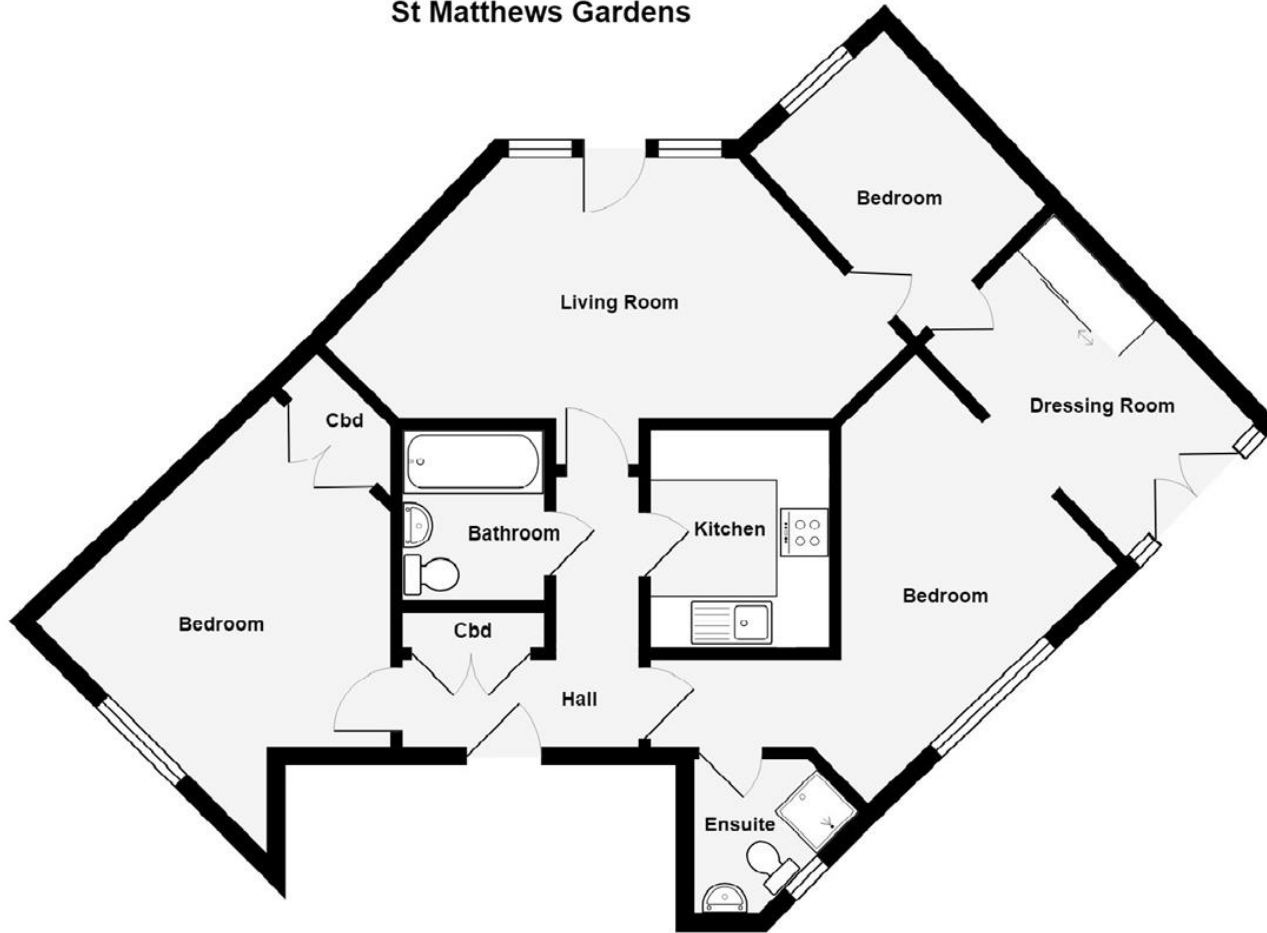 St Matthews Gardens
Bedroom
Living Room
Dressing Room
Cbd
Bathroom
Kitchen
Bedroom
Bedroom
Cbd
Hall
Ensuite